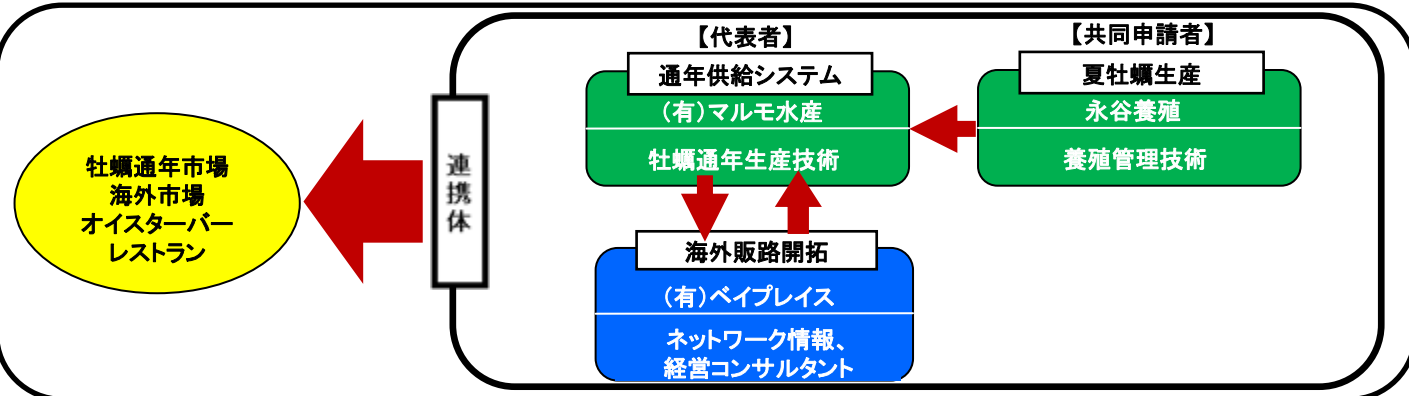 牡蠣通年市場
海外市場
オイスターバー
レストラン
連
携
体
【代表者】
通年供給システム
(有)マルモ水産
牡蠣通年生産技術
【共同申請者】
夏牡蠣生産
永谷養殖
養殖管理技術
海外販路開拓
(有)ベイプレイス
ネットワーク情報、
経営コンサルタント